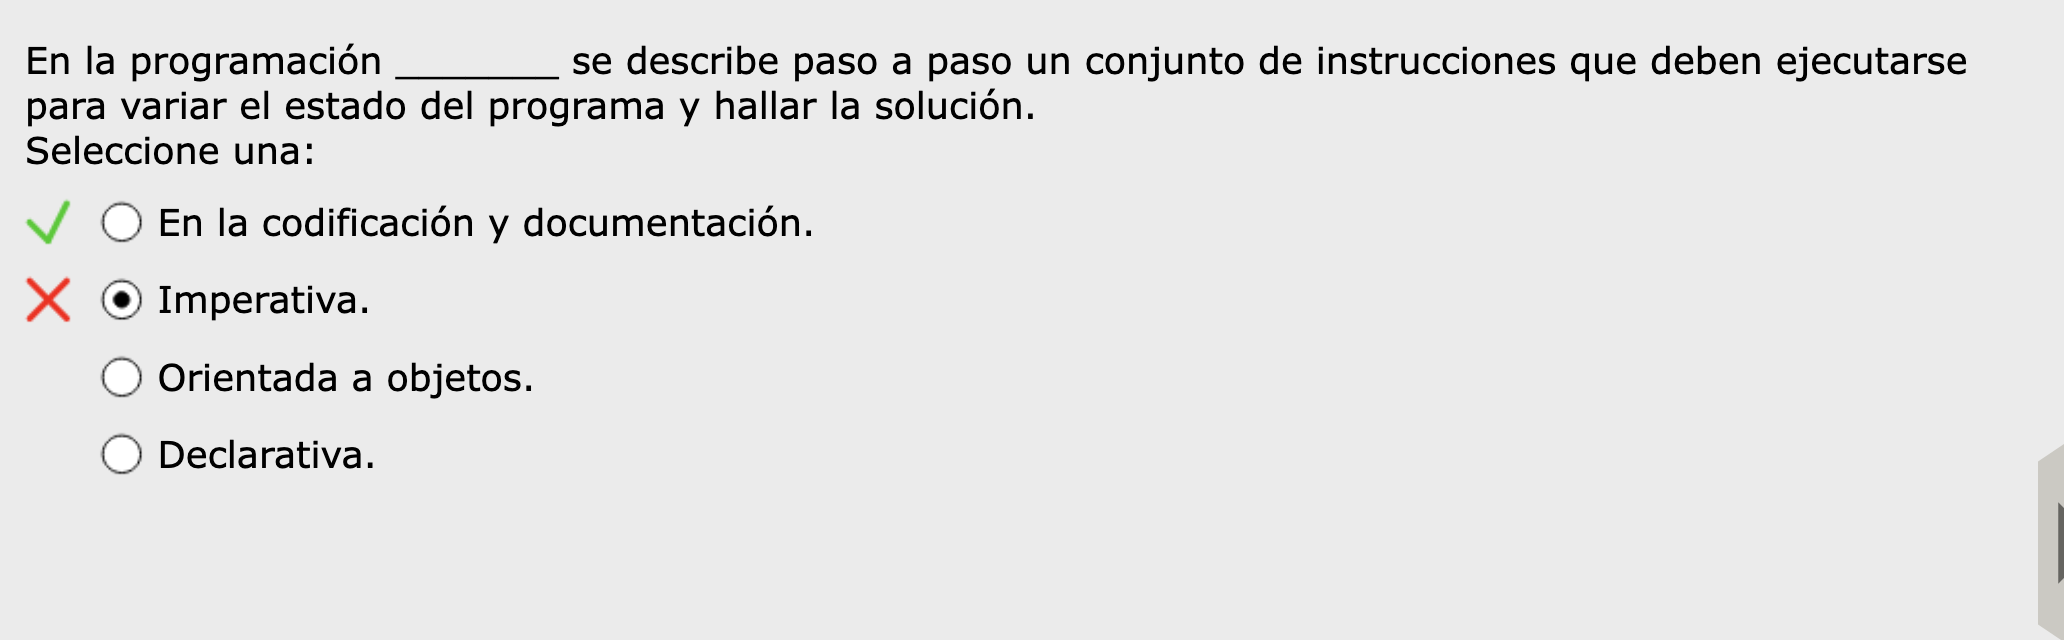 En la programación ________ se describe paso a paso un conjunto de instrucciones que deben ejecutarse
para variar el estado del programa y hallar la solución.
Seleccione una:
En la codificación y documentación.
Imperativa.
Orientada a objetos.
Declarativa.